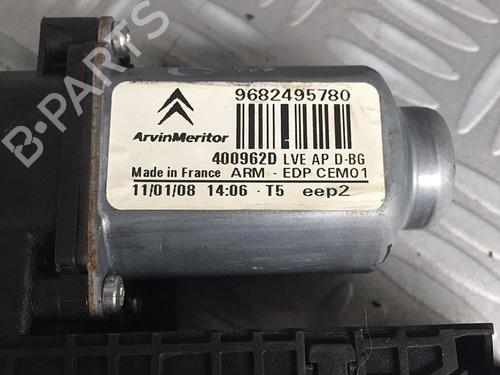 9682495780
ArvinMeritor
400962D LVE AP D-BG
Made in France ARM - EDP CEM01
11/01/08 14:06 · T5 eep2
B-PARTS